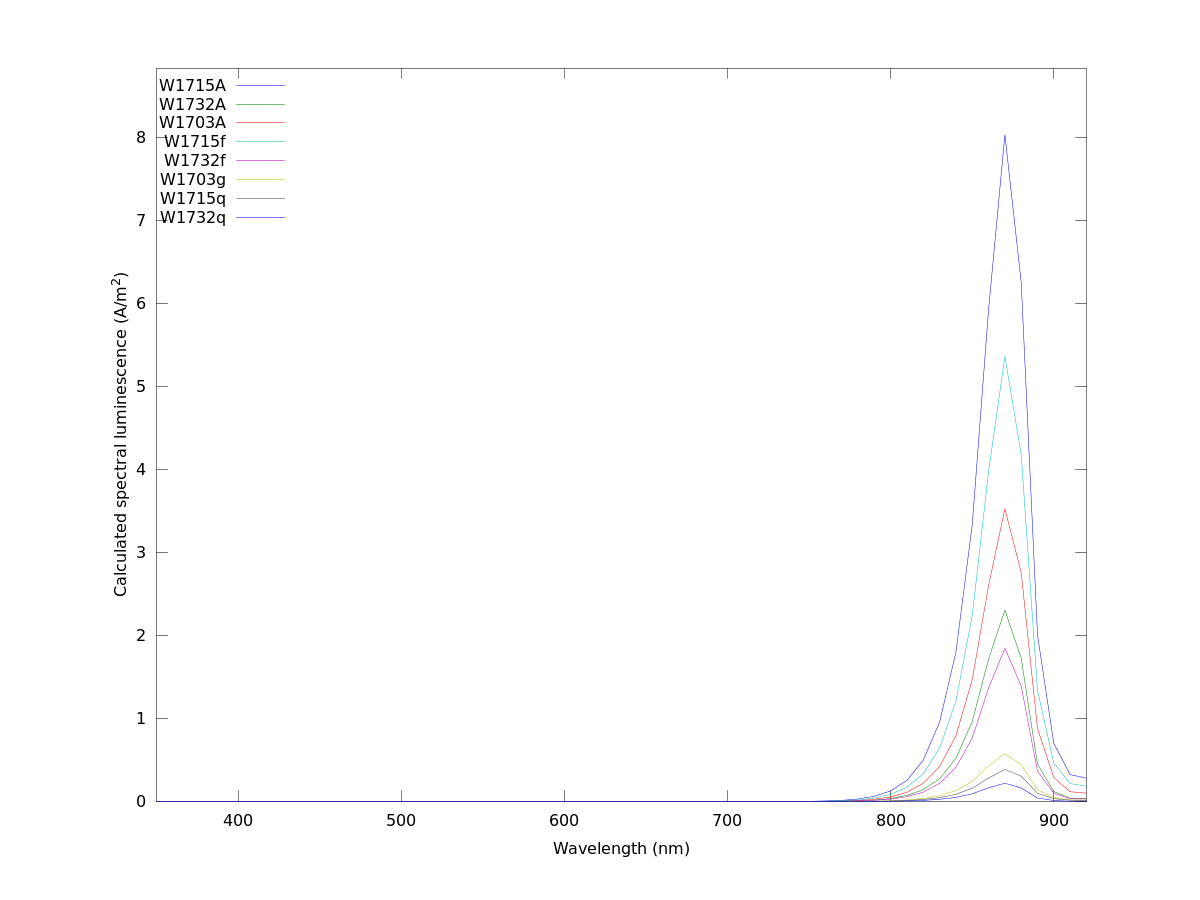 W1715A
W1732A
W1703A
W1715f
W1732f
W1703g
W1715q
W1732q
8
7
6
5
4
3
2
1
0
400 500 600 700 800 900
Wavelength (nm)
Calculated spectral luminescence (A/m²)